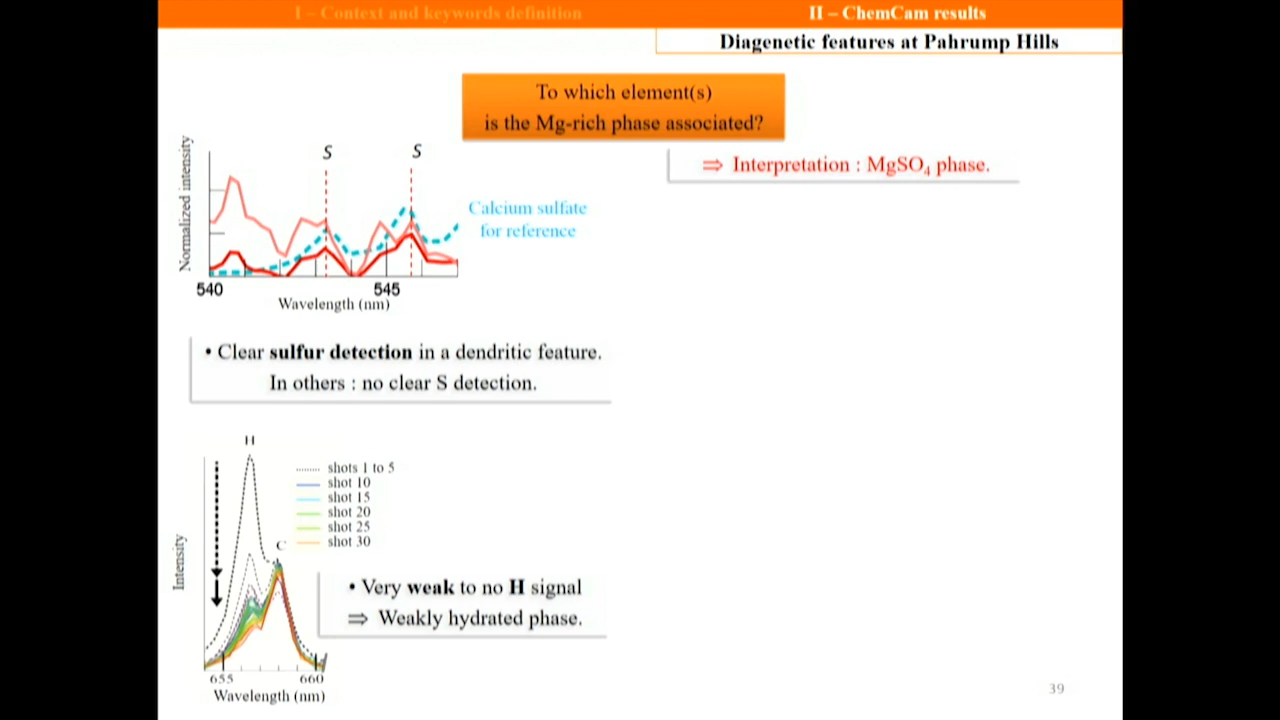 I – Context and keywords definition
II – ChemCam results
Diagenetic features at Pahrump Hills
To which element(s)
is the Mg-rich phase associated?
⇒ Interpretation : MgSO₄ phase.
S
S
Normalized intensity
Calcium sulfate
for reference
540
545
Wavelength (nm)
• Clear sulfur detection in a dendritic feature.
In others : no clear S detection.
H
C
shots 1 to 5
shot 10
shot 15
shot 20
shot 25
shot 30
Intensity
• Very weak to no H signal
⇒ Weakly hydrated phase.
655
660
Wavelength (nm)
39